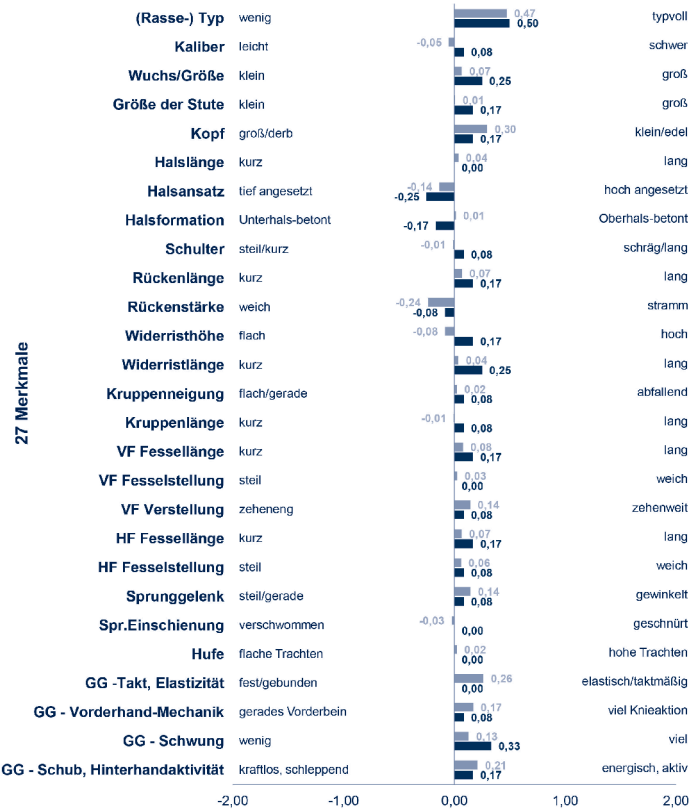 27 Merkmale
(Rasse-) Typ wenig 0,47 0,50 typvoll
Kaliber leicht -0,05 0,08 schwer
Wuchs/Größe klein 0,07 0,25 groß
Größe der Stute klein 0,01 0,17 groß
Kopf groß/derb 0,30 0,17 klein/edel
Halslänge kurz 0,04 0,00 lang
Halsansatz tief angesetzt -0,14 -0,25 hoch angesetzt
Halsformation Unterhals-betont 0,01 -0,17 Oberhals-betont
Schulter steil/kurz -0,01 0,08 schräg/lang
Rückenlänge kurz 0,07 0,17 lang
Rückenstärke weich -0,24 -0,08 stramm
Widerristhöhe flach -0,08 0,17 hoch
Widerristlänge kurz 0,04 0,25 lang
Kruppenneigung flach/gerade 0,02 0,08 abfallend
Kruppenlänge kurz -0,01 0,08 lang
VF Fessellänge kurz 0,08 0,17 lang
VF Fesselstellung steil 0,03 0,00 weich
VF Verstellung zeheneng 0,14 0,08 zehenweit
HF Fessellänge kurz 0,07 0,17 lang
HF Fesselstellung steil 0,06 0,08 weich
Sprunggelenk steil/gerade 0,14 0,08 gewinkelt
Spr.Einschienung verschwommen -0,03 0,00 geschnürt
Hufe flache Trachten 0,02 0,00 hohe Trachten
GG -Takt, Elastizität fest/gebunden 0,26 0,00 elastisch/taktmäßig
GG - Vorderhand-Mechanik gerades Vorderbein 0,17 0,08 viel Knieaktion
GG - Schwung wenig 0,13 0,33 viel
GG - Schub, Hinterhandaktivität kraftlos, schleppend 0,21 0,17 energisch, aktiv
-2,00 -1,00 0,00 1,00 2,00